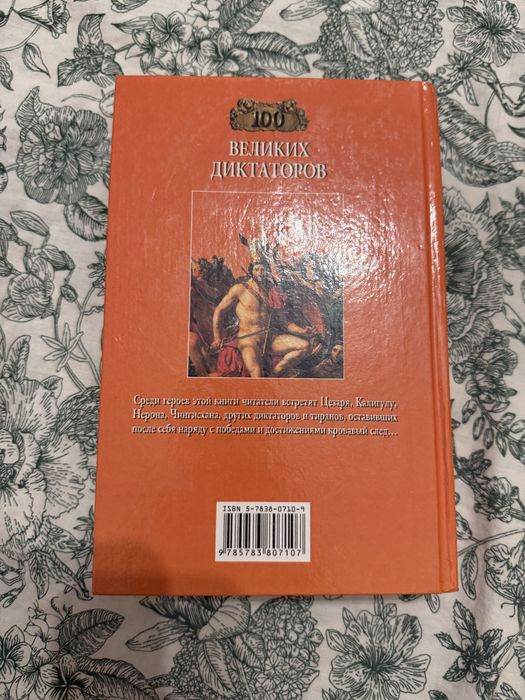 100
ВЕЛИКИХ
ДИКТАТОРОВ
Среди героев этой книги читатели встретят Цезаря, Калигулу,
Нерона, Чингисхана, других диктаторов и тиранов, оставивших
после себя наряду с победами и достижениями кровавый след...
ISBN 5-7838-0710-9
9 785783 807107